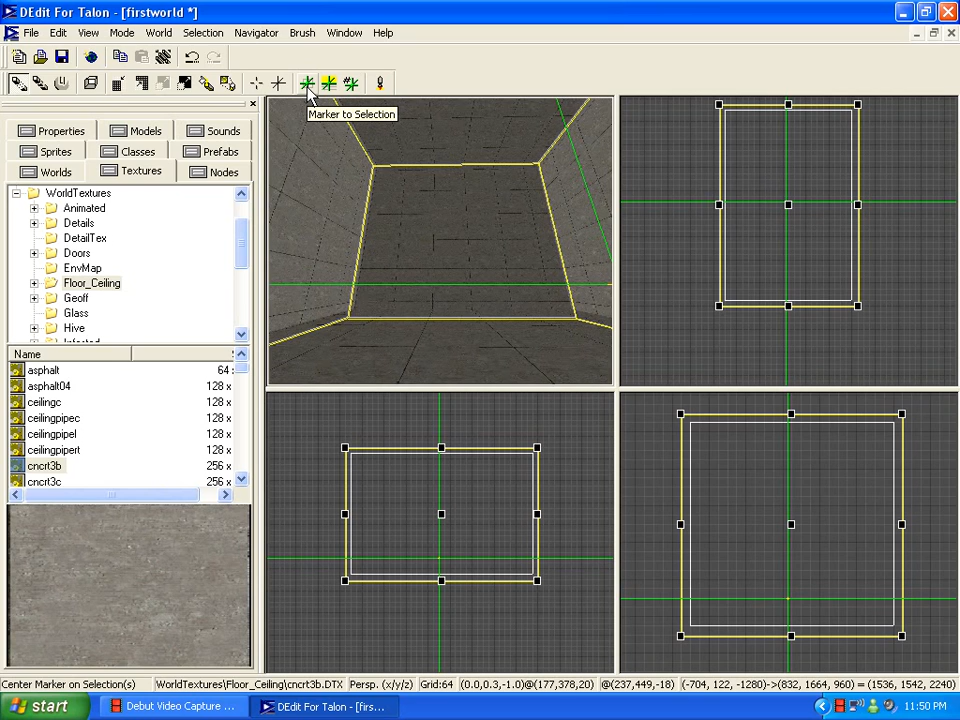 DEdit For Talon - [firstworld *]
File Edit View Mode World Selection Navigator Brush Window Help
Marker to Selection
Properties Models Sounds
Sprites Classes Prefabs
Worlds Textures Nodes
WorldTextures
Animated
Details
DetailTex
Doors
EnvMap
Floor_Ceiling
Geoff
Glass
Hive
Name
asphalt 64
asphalt04 128 x
ceilingc 128 x
ceilingpipec 128 x
ceilingpipel 128 x
ceilingpipert 128 x
cncrt3b 256 x
cncrt3c 256 x
Center Marker on Selection(s) WorldTextures\Floor_Ceiling\cncrt3b.DTX Persp. (x/y/z) Grid:64 (0.0,0.3,-1.0)@(177,378,20) @(237,449,-18) (-704, 122, -1280)->(832, 1664, 960) = (1536, 1542, 2240)
start Debut Video Capture ... DEdit For Talon - [firs... 11:50 PM